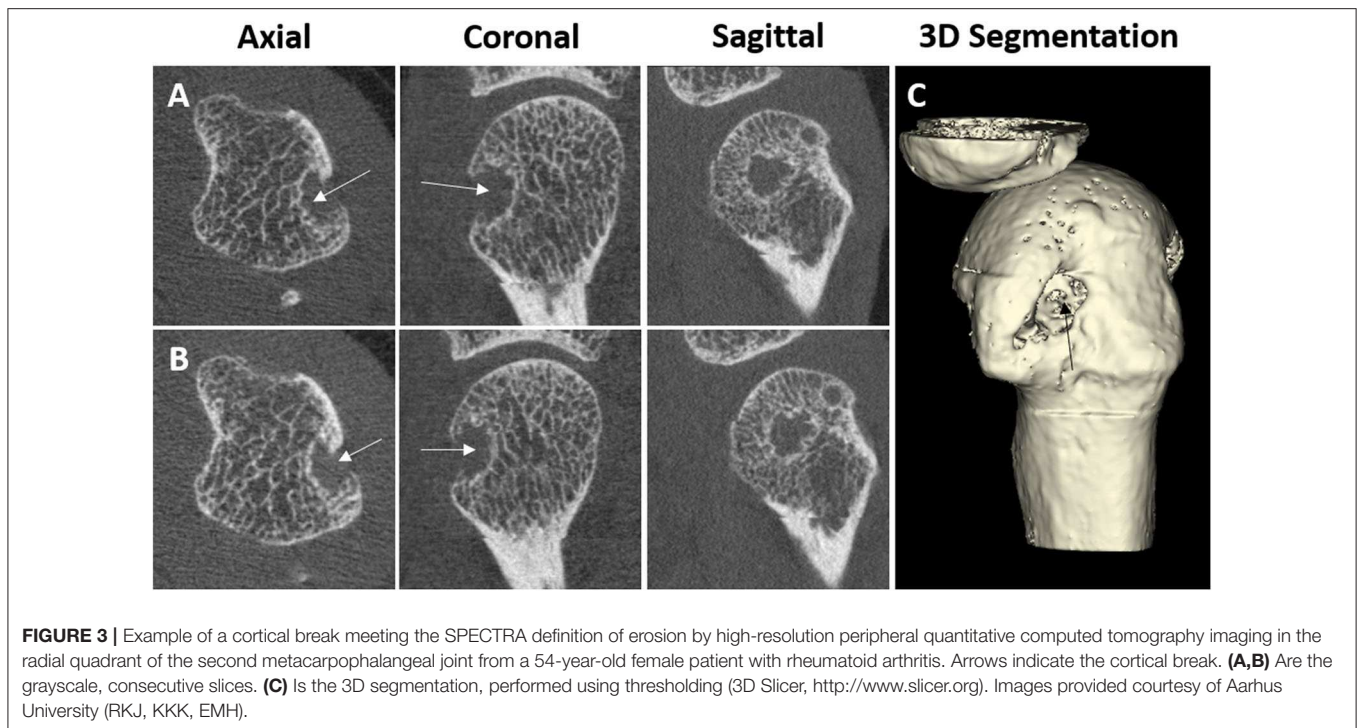 Axial Coronal Sagittal 3D Segmentation
A C
B
FIGURE 3 | Example of a cortical break meeting the SPECTRA definition of erosion by high-resolution peripheral quantitative computed tomography imaging in the
radial quadrant of the second metacarpophalangeal joint from a 54-year-old female patient with rheumatoid arthritis. Arrows indicate the cortical break. (A,B) Are the
grayscale, consecutive slices. (C) Is the 3D segmentation, performed using thresholding (3D Slicer, http://www.slicer.org). Images provided courtesy of Aarhus
University (RKJ, KKK, EMH).